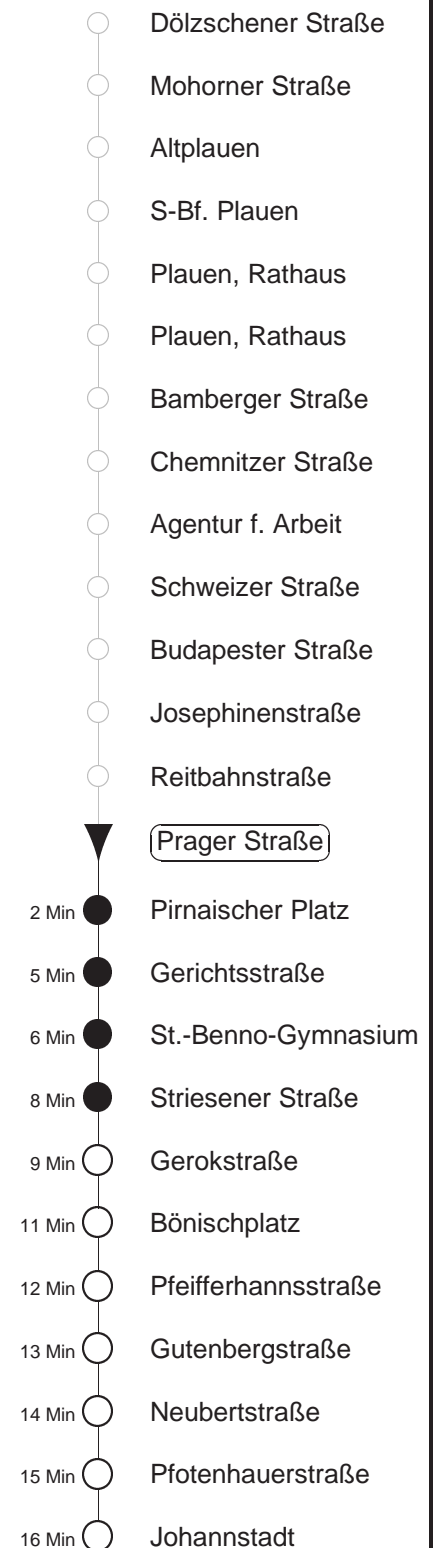 Dölzschener Straße
Mohorner Straße
Altplauen
S-Bf. Plauen
Plauen, Rathaus
Plauen, Rathaus
Bamberger Straße
Chemnitzer Straße
Agentur f. Arbeit
Schweizer Straße
Budapester Straße
Josephinenstraße
Reitbahnstraße
Prager Straße
2 Min Pirnaischer Platz
5 Min Gerichtsstraße
6 Min St.-Benno-Gymnasium
8 Min Striesener Straße
9 Min Gerokstraße
11 Min Bönischplatz
12 Min Pfeifferhannsstraße
13 Min Gutenbergstraße
14 Min Neubertstraße
15 Min Pfotenhauerstraße
16 Min Johannstadt